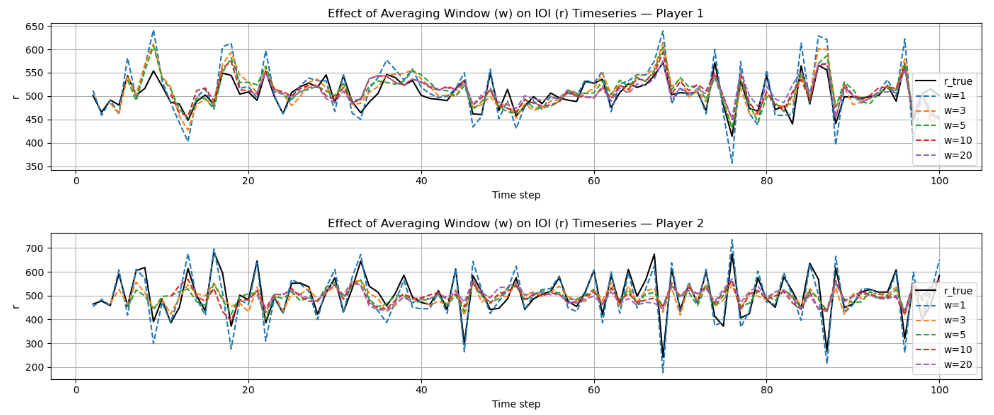 Effect of Averaging Window (w) on IOI (r) Timeseries — Player 1
650
600
550
500
450
400
350
r
0
20
40
60
80
100
Time step
r_true
w=1
w=3
w=5
w=10
w=20
Effect of Averaging Window (w) on IOI (r) Timeseries — Player 2
700
600
500
400
300
200
r
0
20
40
60
80
100
Time step
r_true
w=1
w=3
w=5
w=10
w=20